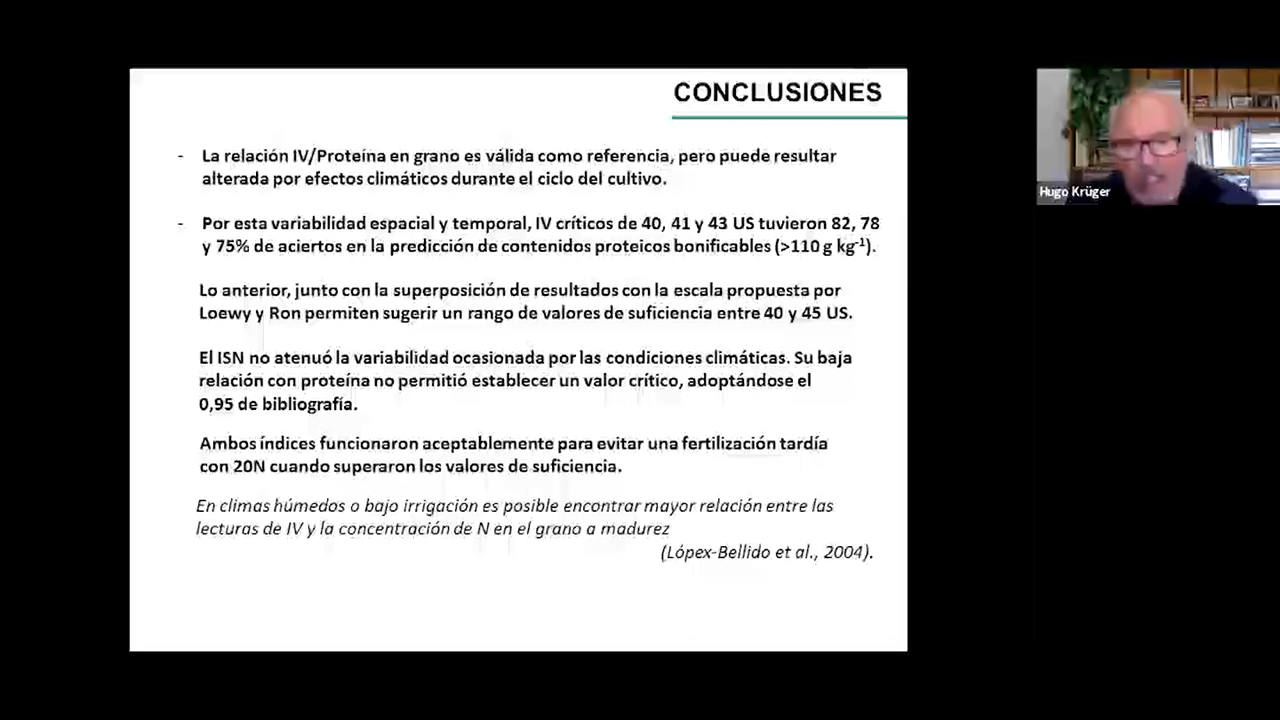 CONCLUSIONES
- La relación IV/Proteína en grano es válida como referencia, pero puede resultar
alterada por efectos climáticos durante el ciclo del cultivo.
- Por esta variabilidad espacial y temporal, IV críticos de 40, 41 y 43 US tuvieron 82, 78
y 75% de aciertos en la predicción de contenidos proteicos bonificables (>110 g kg⁻¹).
Lo anterior, junto con la superposición de resultados con la escala propuesta por
Loewy y Ron permiten sugerir un rango de valores de suficiencia entre 40 y 45 US.
El ISN no atenuó la variabilidad ocasionada por las condiciones climáticas. Su baja
relación con proteína no permitió establecer un valor crítico, adoptándose el
0,95 de bibliografía.
Ambos índices funcionaron aceptablemente para evitar una fertilización tardía
con 20N cuando superaron los valores de suficiencia.
En climas húmedos o bajo irrigación es posible encontrar mayor relación entre las
lecturas de IV y la concentración de N en el grano a madurez
(Lópex-Bellido et al., 2004).
Hugo Krüger